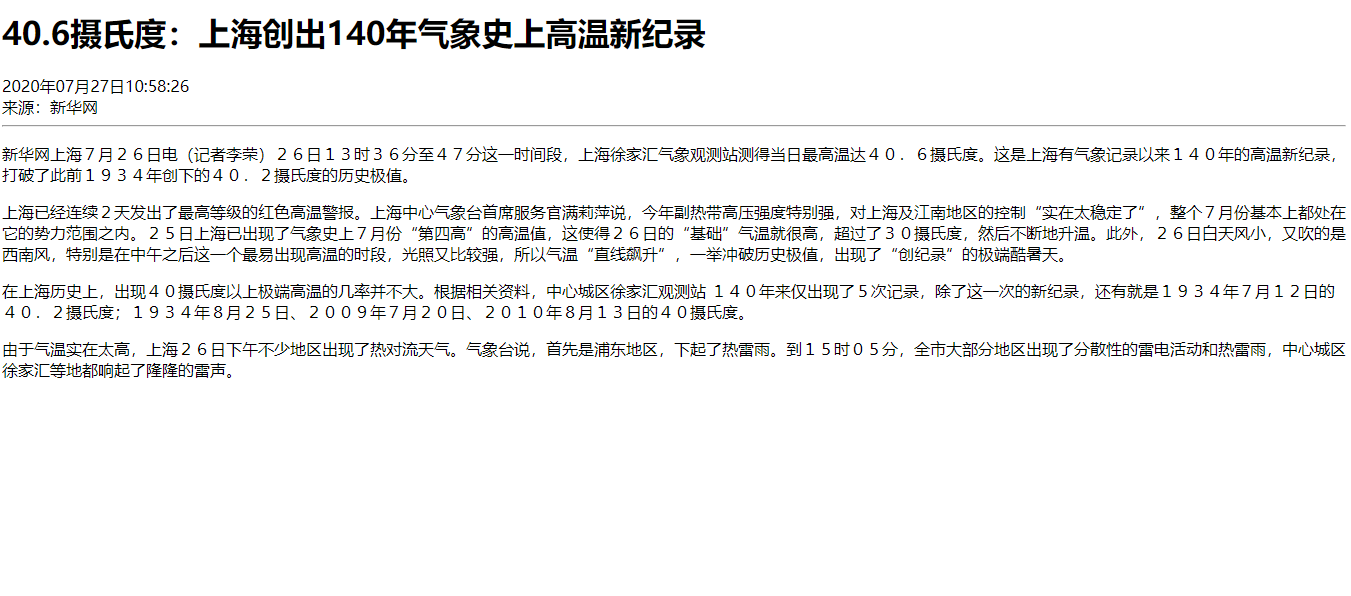 40.6摄氏度：上海创出140年气象史上高温新纪录
2020年07月27日10:58:26
来源：新华网
新华网上海７月２６日电（记者李荣）２６日１３时３６分至４７分这一时间段，上海徐家汇气象观测站测得当日最高温达４０．６摄氏度。这是上海有气象记录以来１４０年的高温新纪录，
打破了此前１９３４年创下的４０．２摄氏度的历史极值。
上海已经连续２天发出了最高等级的红色高温警报。上海中心气象台首席服务官满莉萍说，今年副热带高压强度特别强，对上海及江南地区的控制“实在太稳定了”，整个７月份基本上都处在
它的势力范围之内。２５日上海已出现了气象史上７月份“第四高”的高温值，这使得２６日的“基础”气温就很高，超过了３０摄氏度，然后不断地升温。此外，２６日白天风小，又吹的是
西南风，特别是在中午之后这一个最易出现高温的时段，光照又比较强，所以气温“直线飙升”，一举冲破历史极值，出现了“创纪录”的极端酷暑天。
在上海历史上，出现４０摄氏度以上极端高温的几率并不大。根据相关资料，中心城区徐家汇观测站 １４０年来仅出现了５次记录，除了这一次的新纪录，还有就是１９３４年７月１２日的
４０．２摄氏度；１９３４年８月２５日、２００９年７月２０日、２０１０年８月１３日的４０摄氏度。
由于气温实在太高，上海２６日下午不少地区出现了热对流天气。气象台说，首先是浦东地区，下起了热雷雨。到１５时０５分，全市大部分地区出现了分散性的雷电活动和热雷雨，中心城区
徐家汇等地都响起了隆隆的雷声。